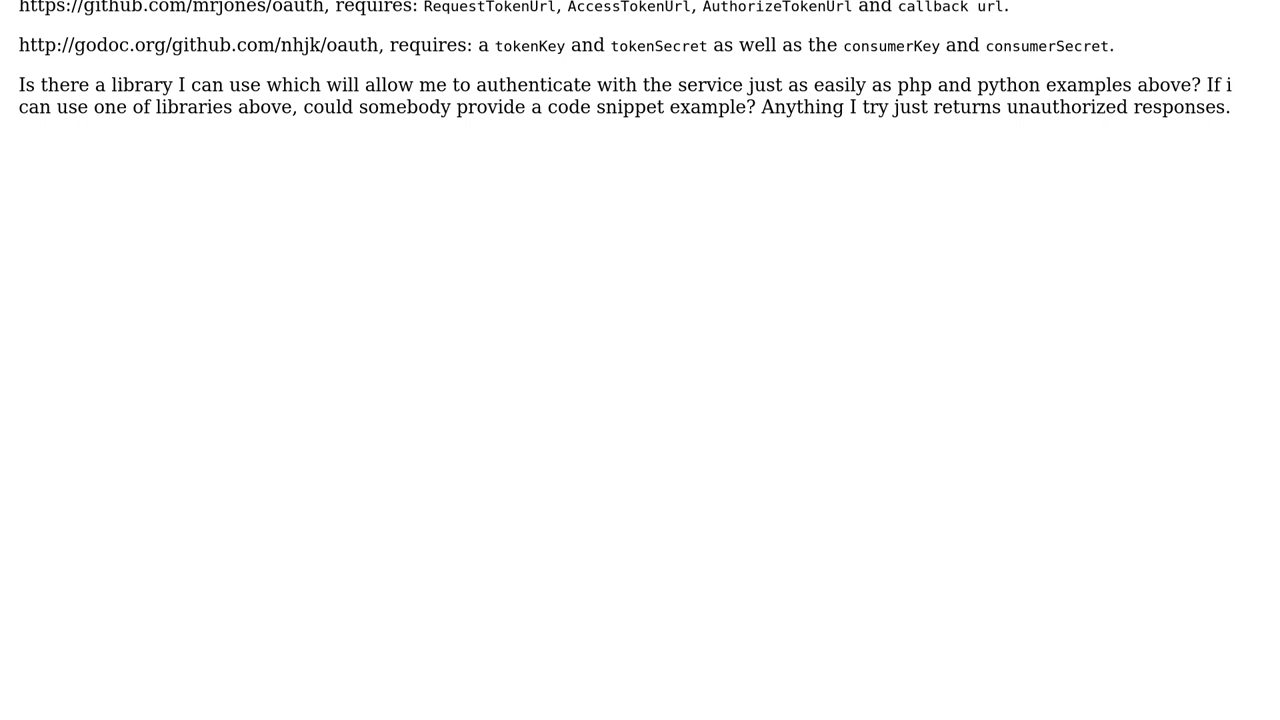 https://github.com/mrjones/oauth, requires: RequestTokenUrl, AccessTokenUrl, AuthorizeTokenUrl and callback url.
http://godoc.org/github.com/nhjk/oauth, requires: a tokenKey and tokenSecret as well as the consumerKey and consumerSecret.
Is there a library I can use which will allow me to authenticate with the service just as easily as php and python examples above? If i
can use one of libraries above, could somebody provide a code snippet example? Anything I try just returns unauthorized responses.